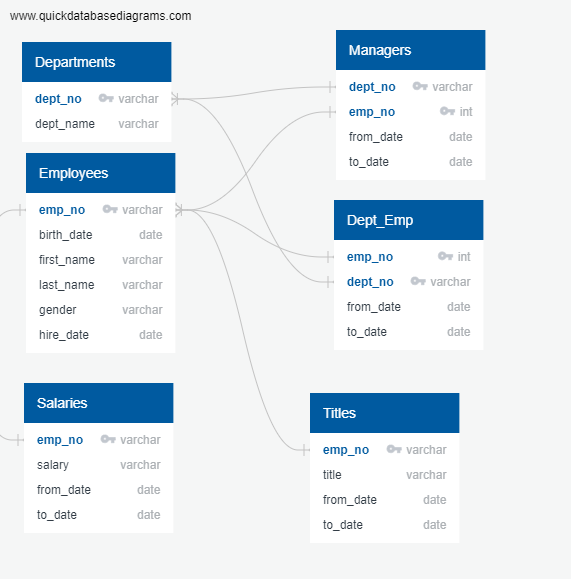 www.quickdatabasediagrams.com
Departments
dept_no varchar
dept_name varchar
Employees
emp_no varchar
birth_date date
first_name varchar
last_name varchar
gender varchar
hire_date date
Salaries
emp_no varchar
salary varchar
from_date date
to_date date
Managers
dept_no varchar
emp_no int
from_date date
to_date date
Dept_Emp
emp_no int
dept_no varchar
from_date date
to_date date
Titles
emp_no varchar
title varchar
from_date date
to_date date